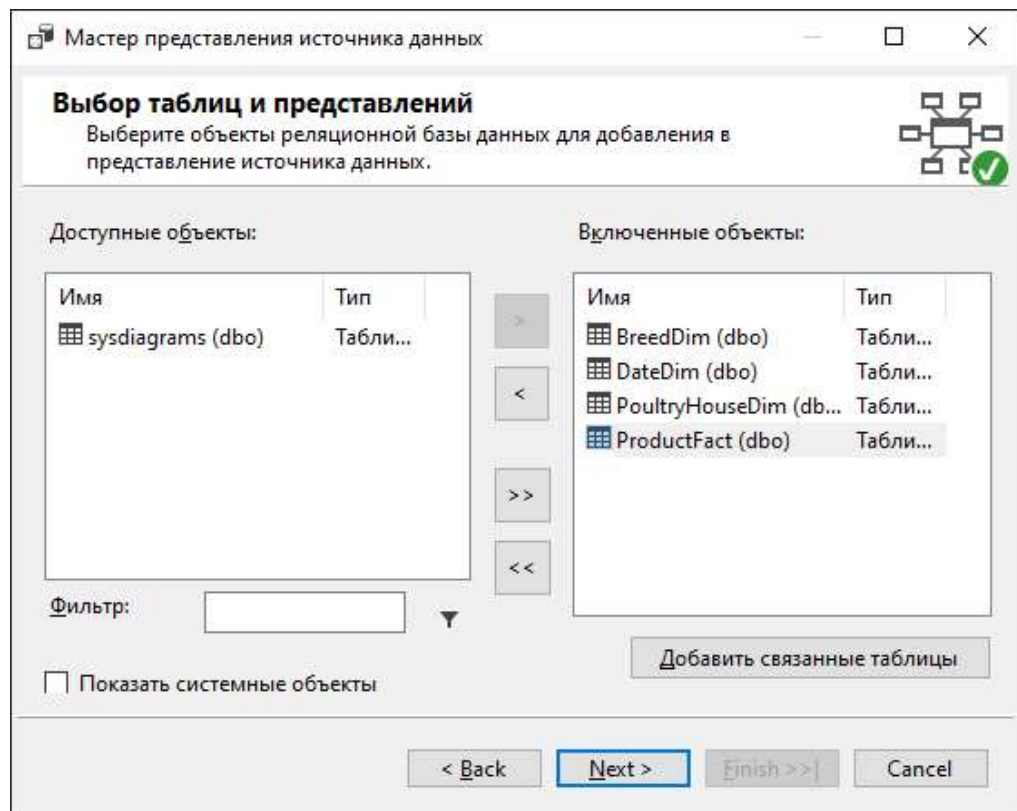 Мастер представления источника данных
Выбор таблиц и представлений
Выберите объекты реляционной базы данных для добавления в
представление источника данных.
Доступные объекты:
Имя Тип
sysdiagrams (dbo) Табли...
>
<
>>
<<
Включенные объекты:
Имя Тип
BreedDim (dbo) Табли...
DateDim (dbo) Табли...
PoultryHouseDim (db... Табли...
ProductFact (dbo) Табли...
Фильтр:
Добавить связанные таблицы
Показать системные объекты
< Back Next > Finish >>| Cancel